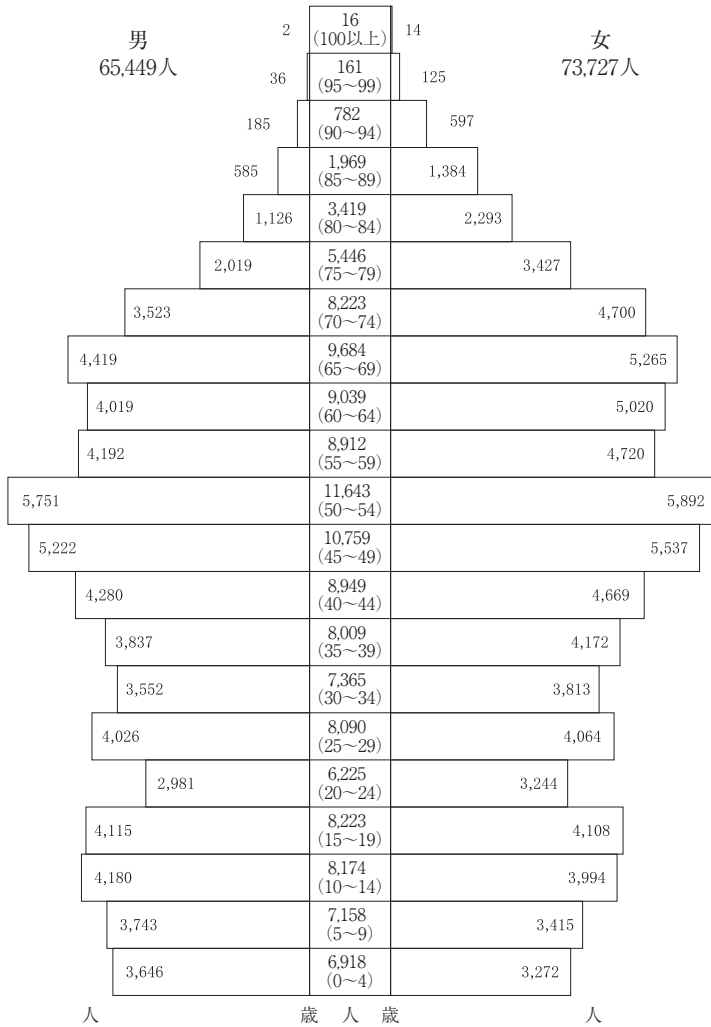 男
65,449人
女
73,727人
2 16 14
(100以上)
36 161 125
(95〜99)
185 782 597
(90〜94)
585 1,969 1,384
(85〜89)
1,126 3,419 2,293
(80〜84)
2,019 5,446 3,427
(75〜79)
3,523 8,223 4,700
(70〜74)
4,419 9,684 5,265
(65〜69)
4,019 9,039 5,020
(60〜64)
4,192 8,912 4,720
(55〜59)
5,751 11,643 5,892
(50〜54)
5,222 10,759 5,537
(45〜49)
4,280 8,949 4,669
(40〜44)
3,837 8,009 4,172
(35〜39)
3,552 7,365 3,813
(30〜34)
4,026 8,090 4,064
(25〜29)
2,981 6,225 3,244
(20〜24)
4,115 8,223 4,108
(15〜19)
4,180 8,174 3,994
(10〜14)
3,743 7,158 3,415
(5〜9)
3,646 6,918 3,272
(0〜4)
人 歳 人 歳 人